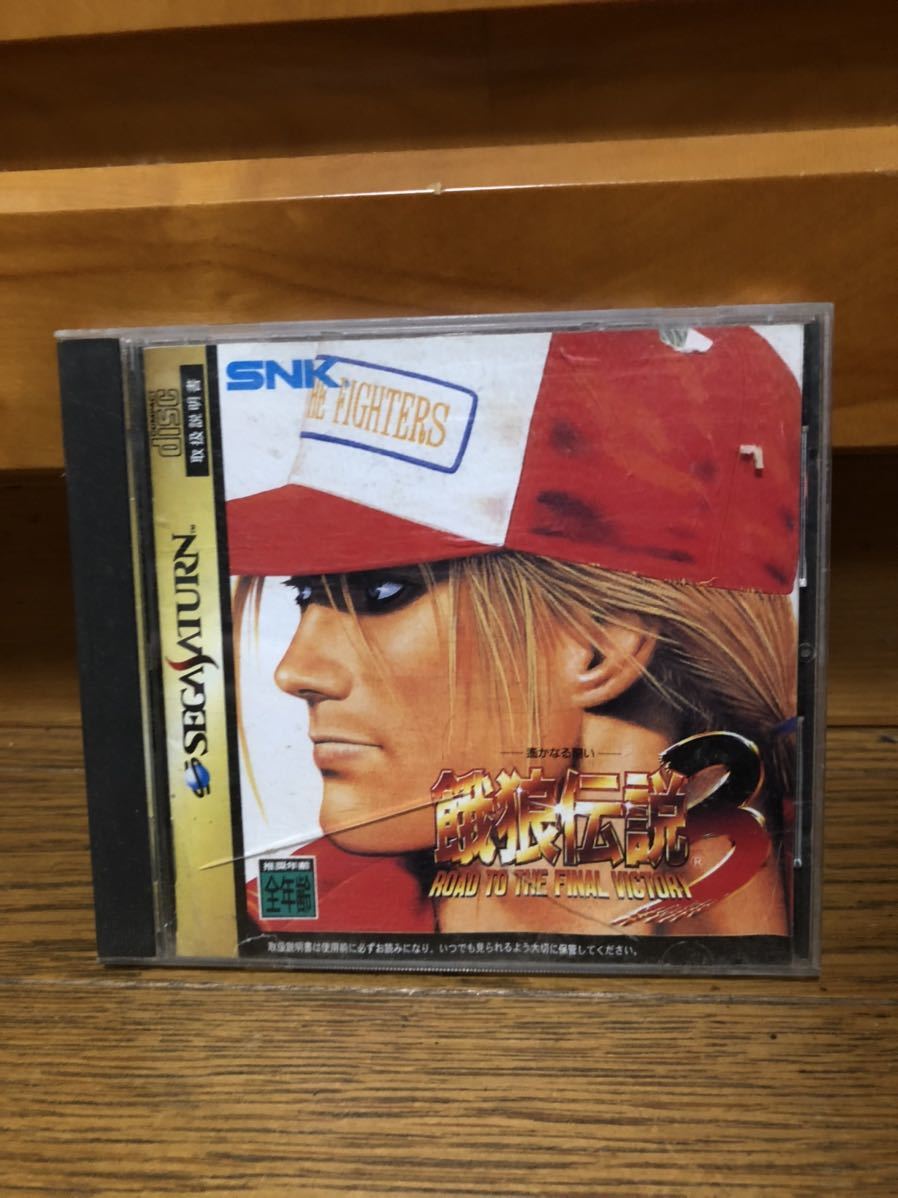 COMPACT
disc
取扱説明書
SEGA SATURN™
SNK
HE FIGHTERS
遥かなる闘い
餓狼伝説3
®
ROAD TO THE FINAL VICTORY
推奨年齢
全年齢
取扱説明書は使用前に必ずお読みになり、いつでも見られるよう大切に保管してください。